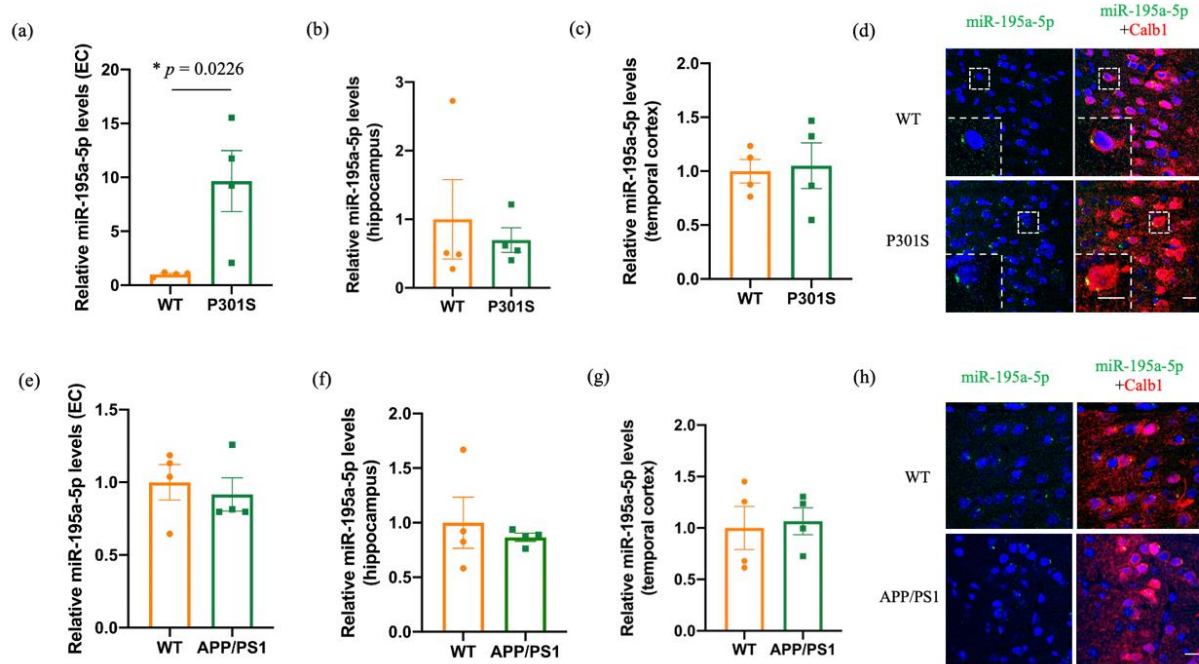 (a)
Relative miR-195a-5p levels (EC)
* p = 0.0226
20
15
10
5
0
WT P301S
(b)
Relative miR-195a-5p levels
(hippocampus)
3
2
1
0
WT P301S
(c)
Relative miR-195a-5p levels
(temporal cortex)
2.0
1.5
1.0
0.5
0.0
WT P301S
(d)
miR-195a-5p
miR-195a-5p
+Calb1
WT
P301S
(e)
Relative miR-195a-5p levels (EC)
1.5
1.0
0.5
0.0
WT APP/PS1
(f)
Relative miR-195a-5p levels
(hippocampus)
2.0
1.5
1.0
0.5
0.0
WT APP/PS1
(g)
Relative miR-195a-5p levels
(temporal cortex)
2.0
1.5
1.0
0.5
0.0
WT APP/PS1
(h)
miR-195a-5p
miR-195a-5p
+Calb1
WT
APP/PS1